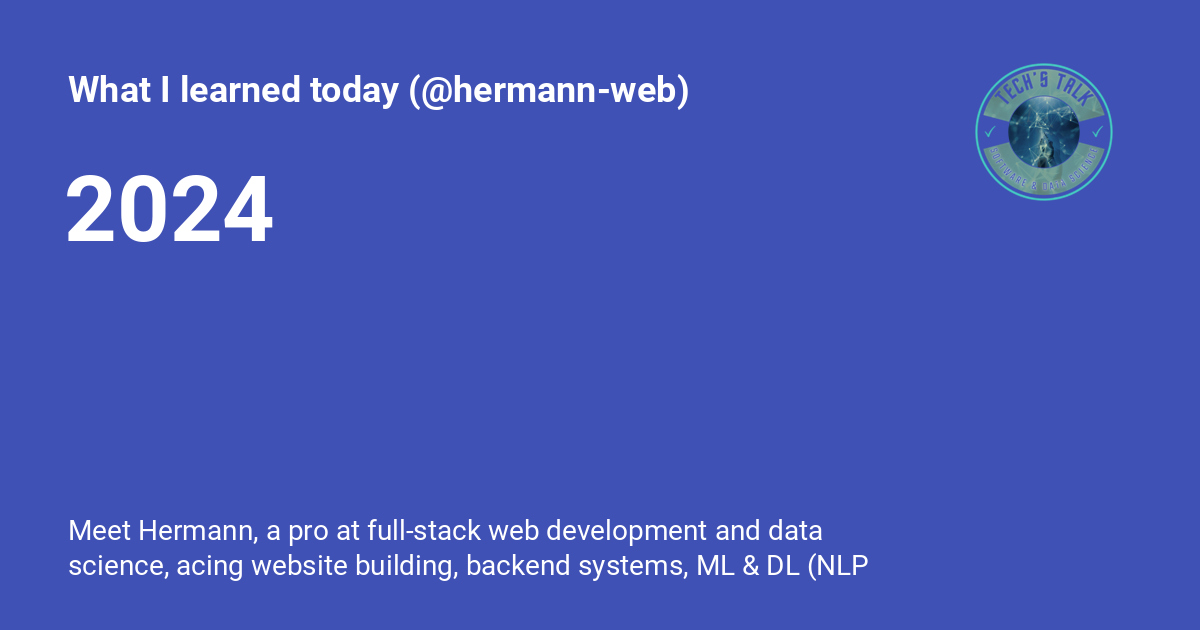 What I learned today (@hermann-web)
TECH'S TALK
SOFTWARE & DATA SCIENCE
2024
Meet Hermann, a pro at full-stack web development and data
science, acing website building, backend systems, ML & DL (NLP